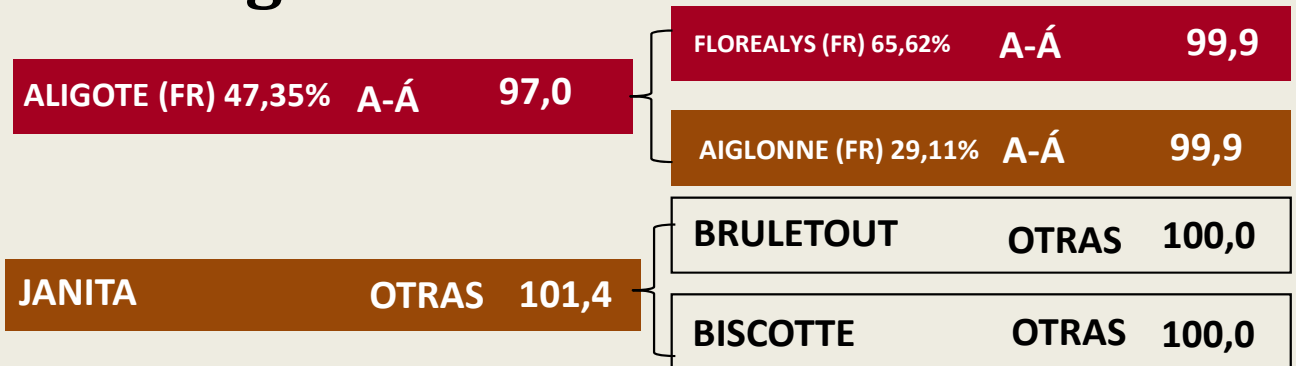 FLOREALYS (FR) 65,62% A-Á 99,9
ALIGOTE (FR) 47,35% A-Á 97,0
AIGLONNE (FR) 29,11% A-Á 99,9
BRULETOUT OTRAS 100,0
JANITA OTRAS 101,4
BISCOTTE OTRAS 100,0